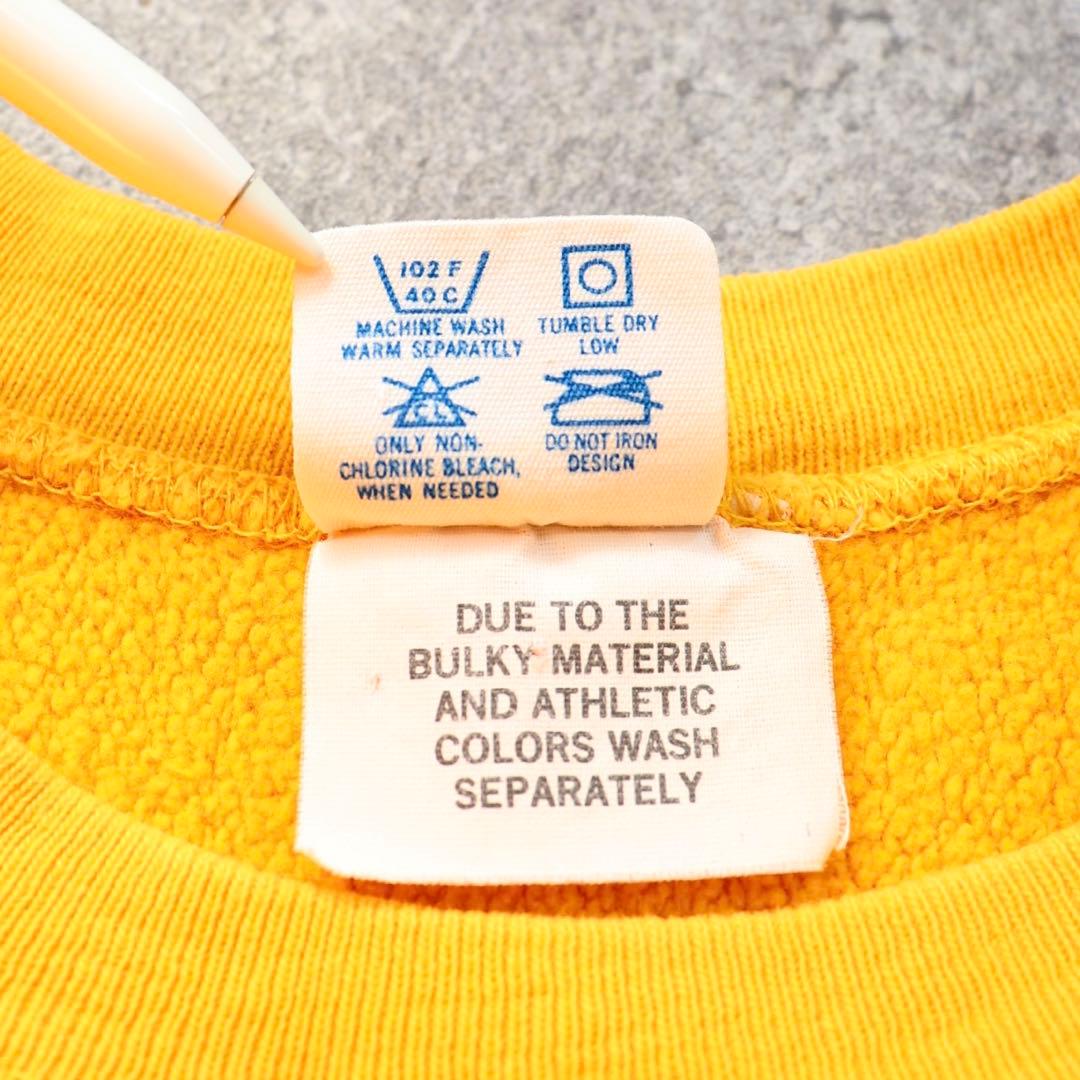 102 F
40 C
MACHINE WASH
WARM SEPARATELY
TUMBLE DRY
LOW
CL
ONLY NON-
CHLORINE BLEACH,
WHEN NEEDED
DO NOT IRON
DESIGN
DUE TO THE
BULKY MATERIAL
AND ATHLETIC
COLORS WASH
SEPARATELY